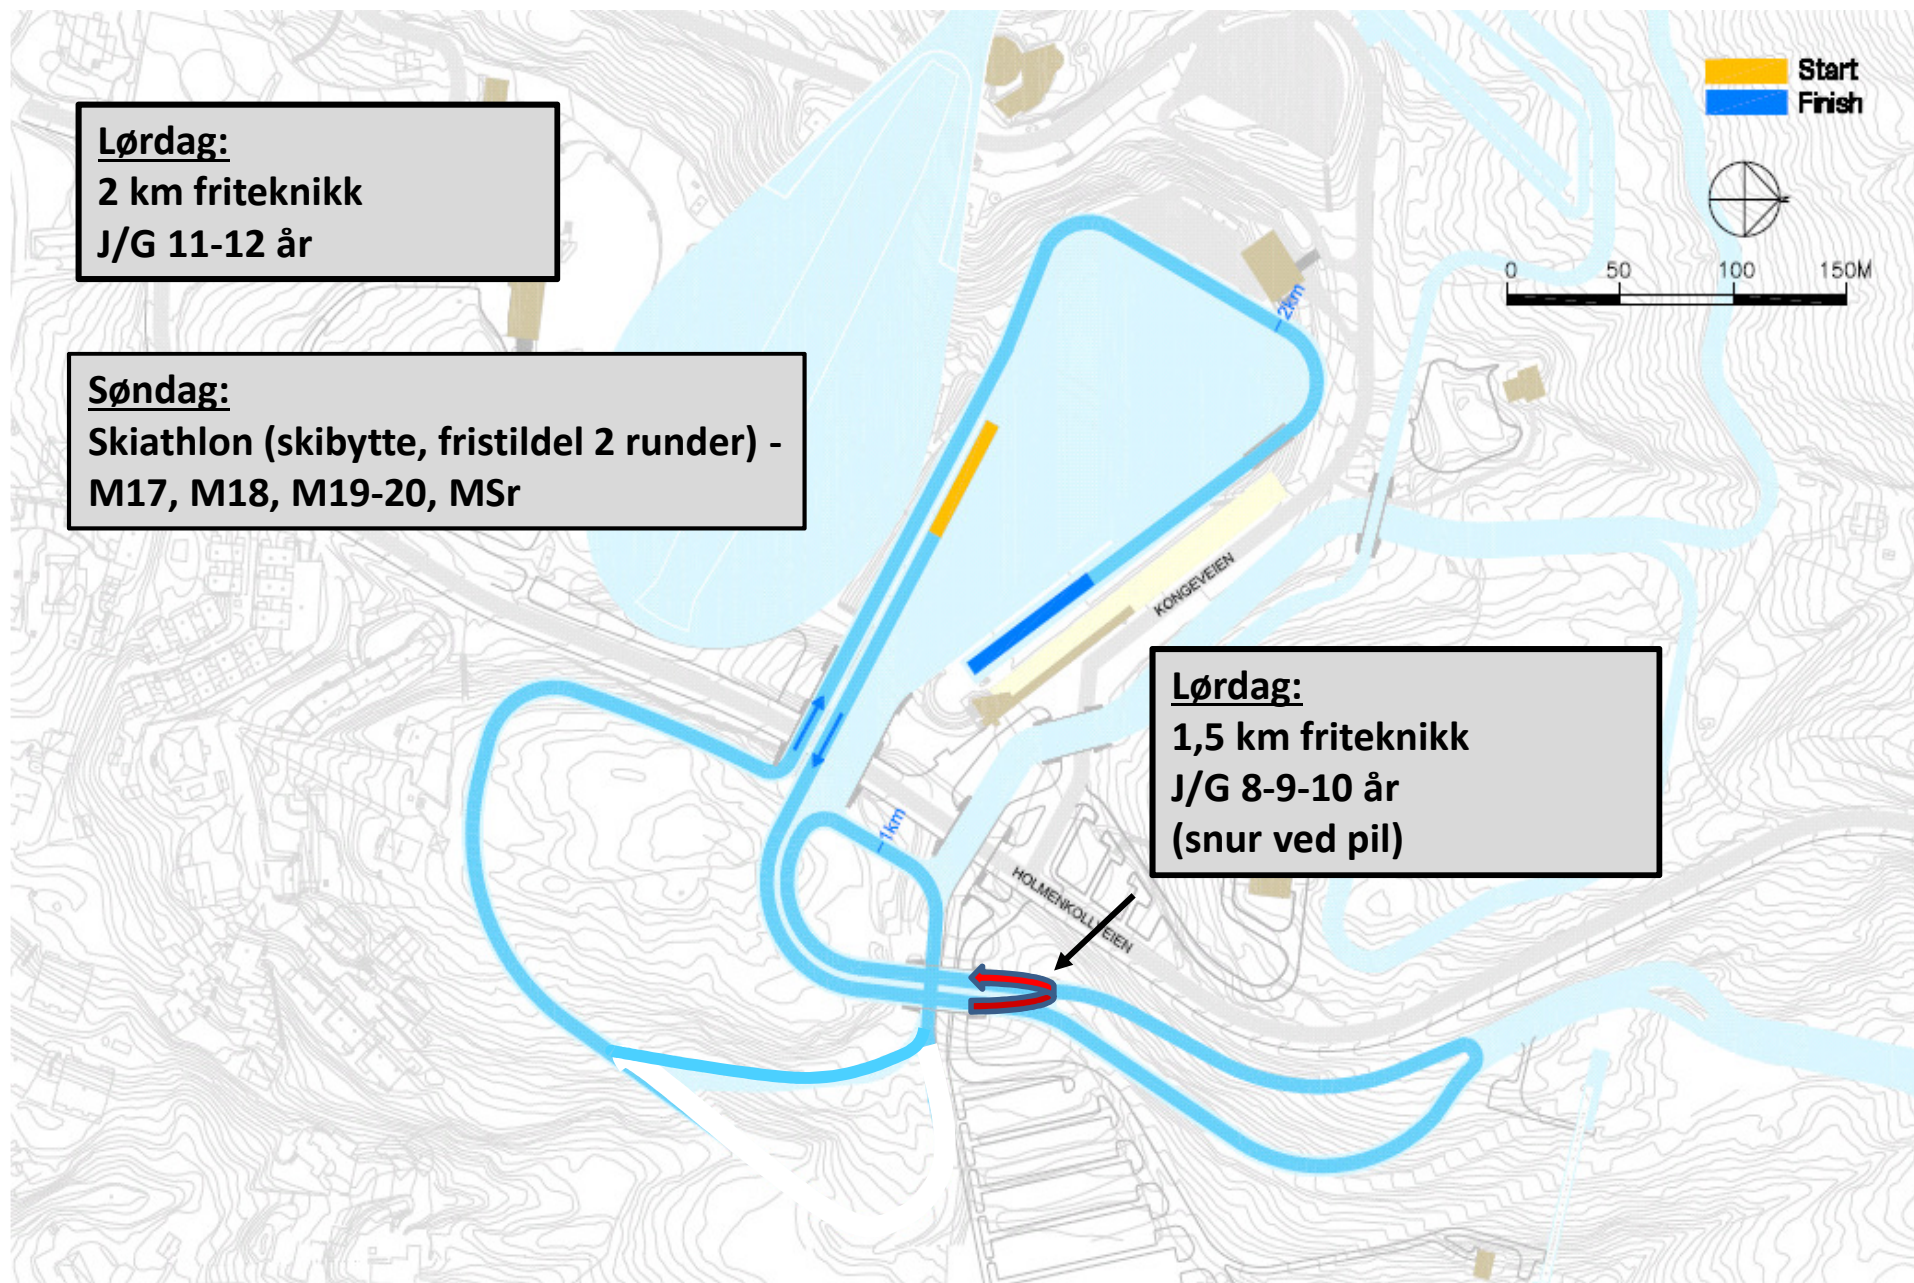 Start
Finish
Lørdag:
2 km friteknikk
J/G 11-12 år
0 50 100 150M
2km
Søndag:
Skiathlon (skibytte, fristildel 2 runder) -
M17, M18, M19-20, MSr
KONGEVEIEN
Lørdag:
1,5 km friteknikk
J/G 8-9-10 år
(snur ved pil)
1km
HOLMENKOLLVEIEN